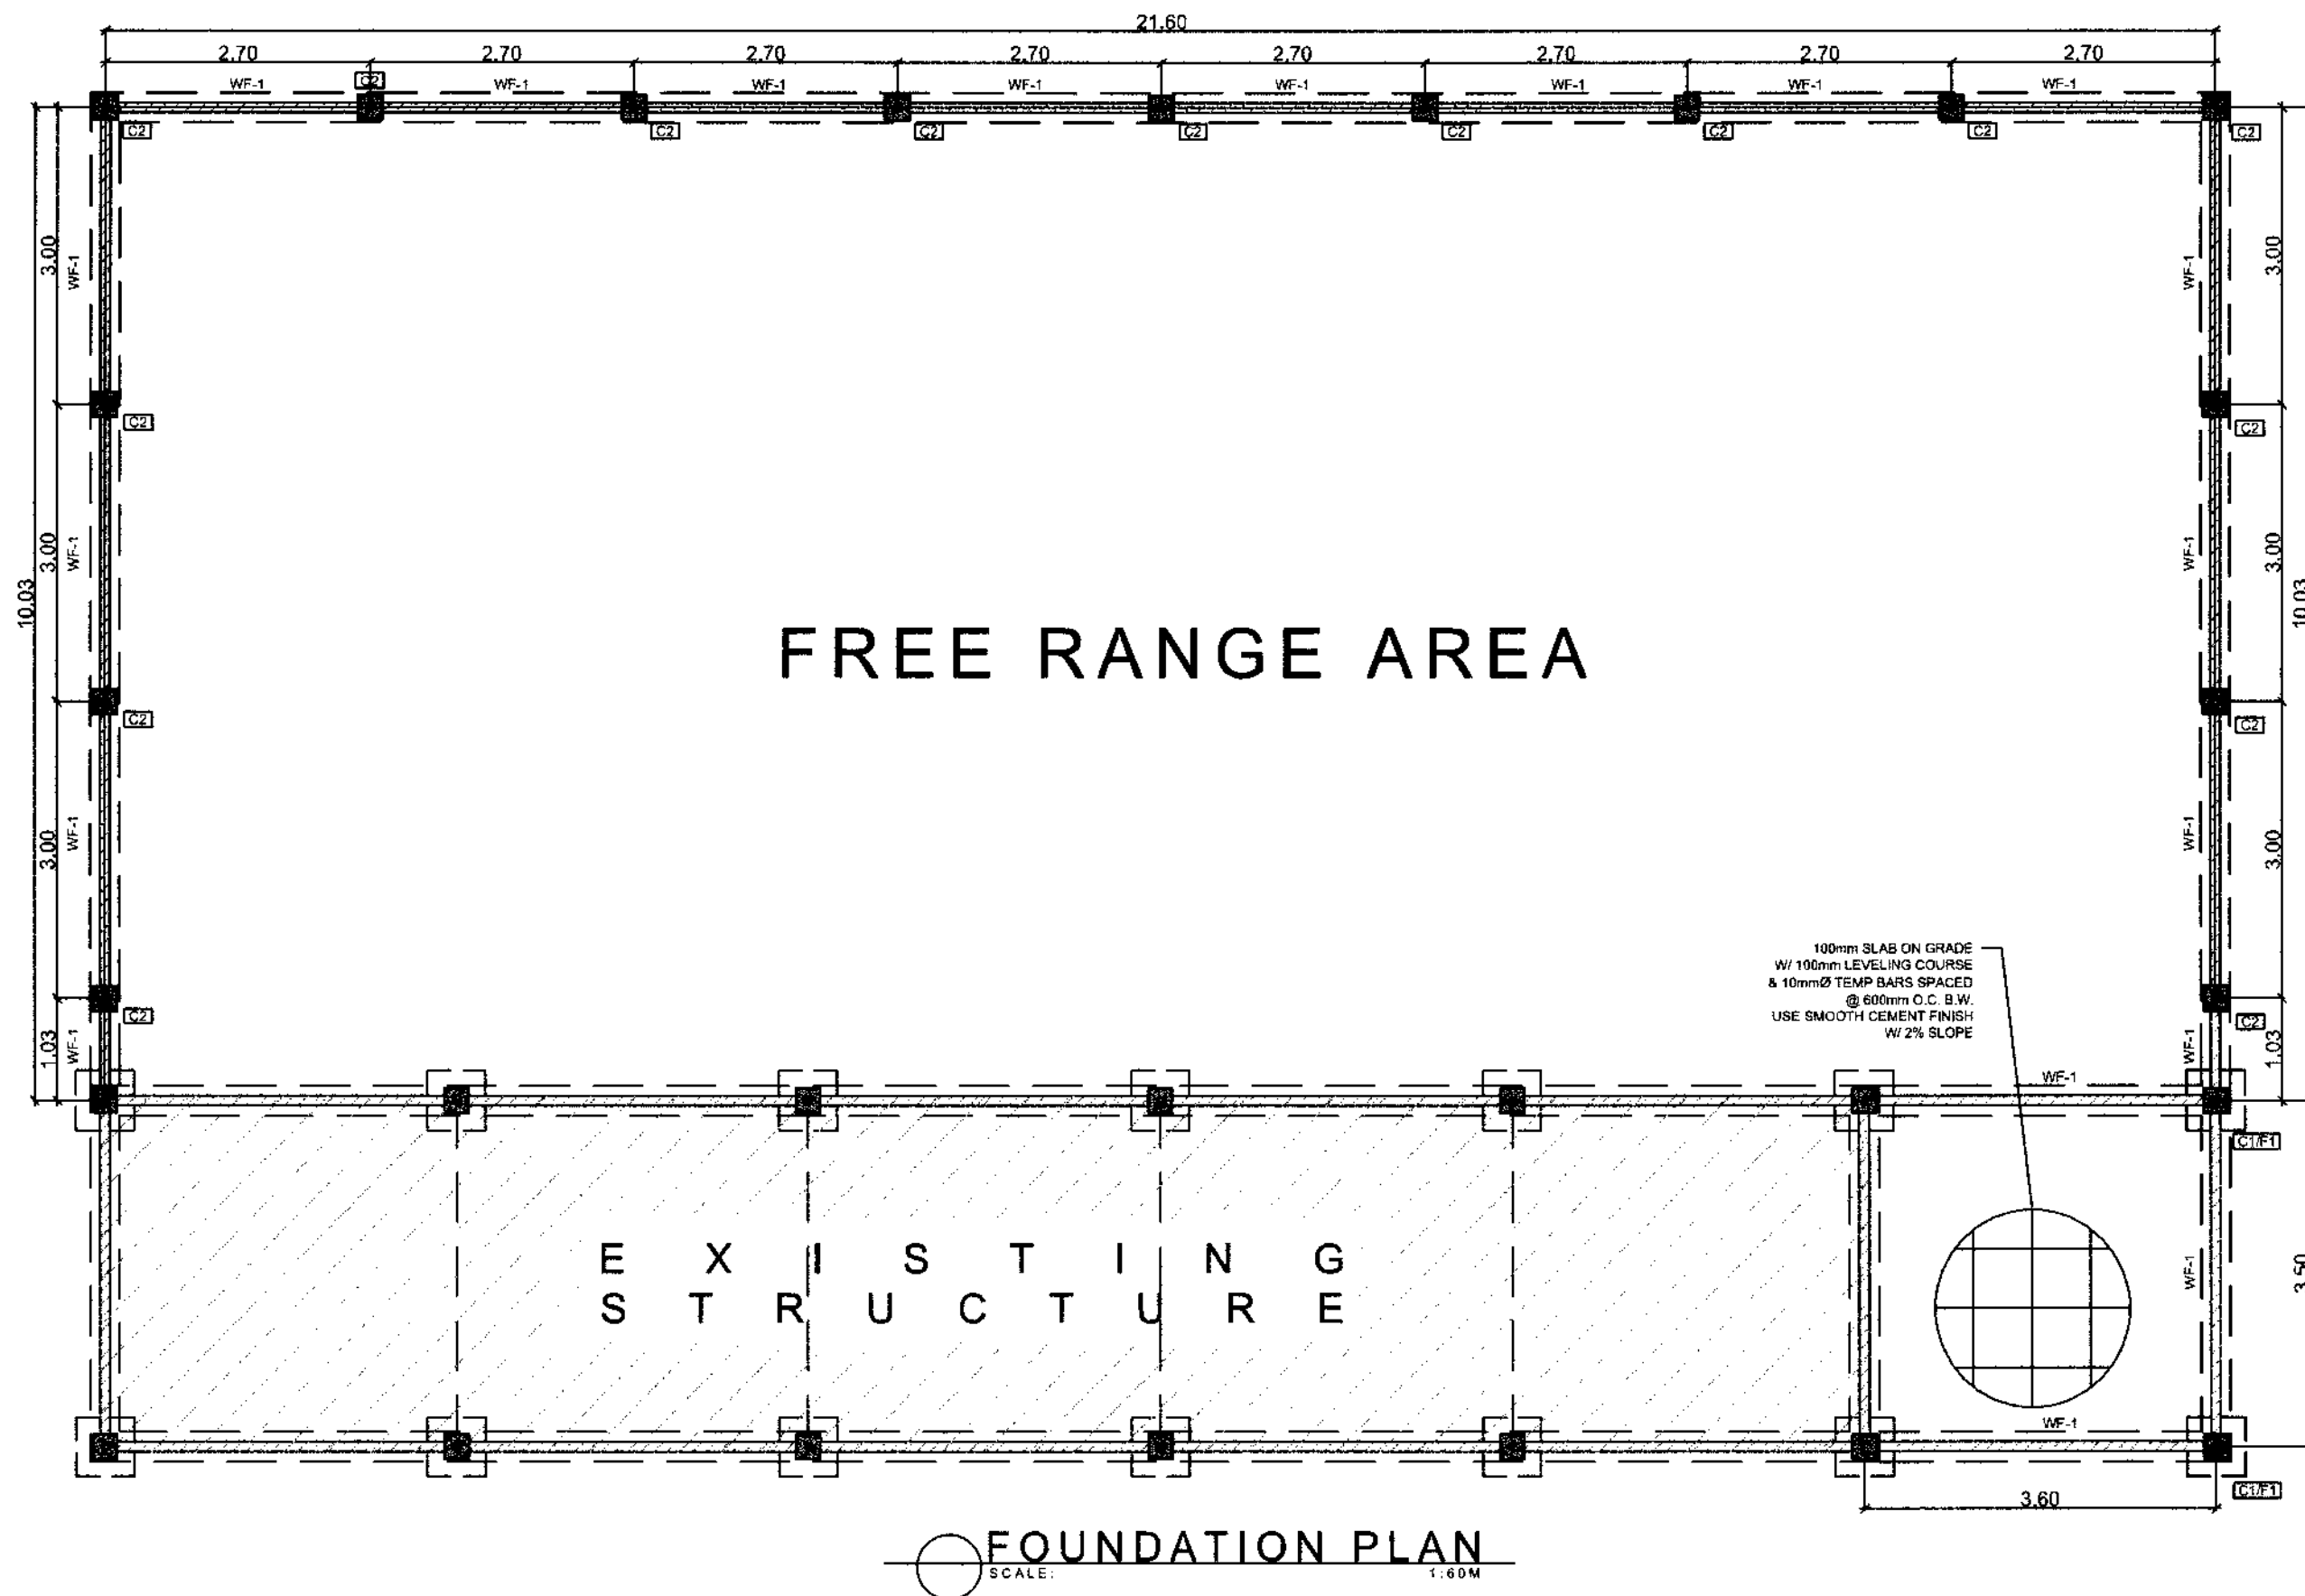 21.60
2.70 2.70 2.70 2.70 2.70 2.70 2.70 2.70
WF-1 C2 WF-1 WF-1 WF-1 WF-1 WF-1 WF-1 WF-1
C2 C2 C2 C2 C2 C2 C2 C2
3.00 WF-1 WF-1 3.00
C2 C2
3.00 WF-1 WF-1 3.00
10.03 10.03
FREE RANGE AREA
C2 C2
3.00 WF-1 WF-1 3.00
100mm SLAB ON GRADE
W/ 100mm LEVELING COURSE
& 10mmØ TEMP BARS SPACED
@ 600mm O.C. B.W.
USE SMOOTH CEMENT FINISH
W/ 2% SLOPE
C2 C2
1.03 WF-1 WF-1 1.03
WF-1
C1/F1
EXISTING
STRUCTURE
WF-1 3.50
WF-1
C1/F1
3.60
FOUNDATION PLAN
SCALE: 1:60M